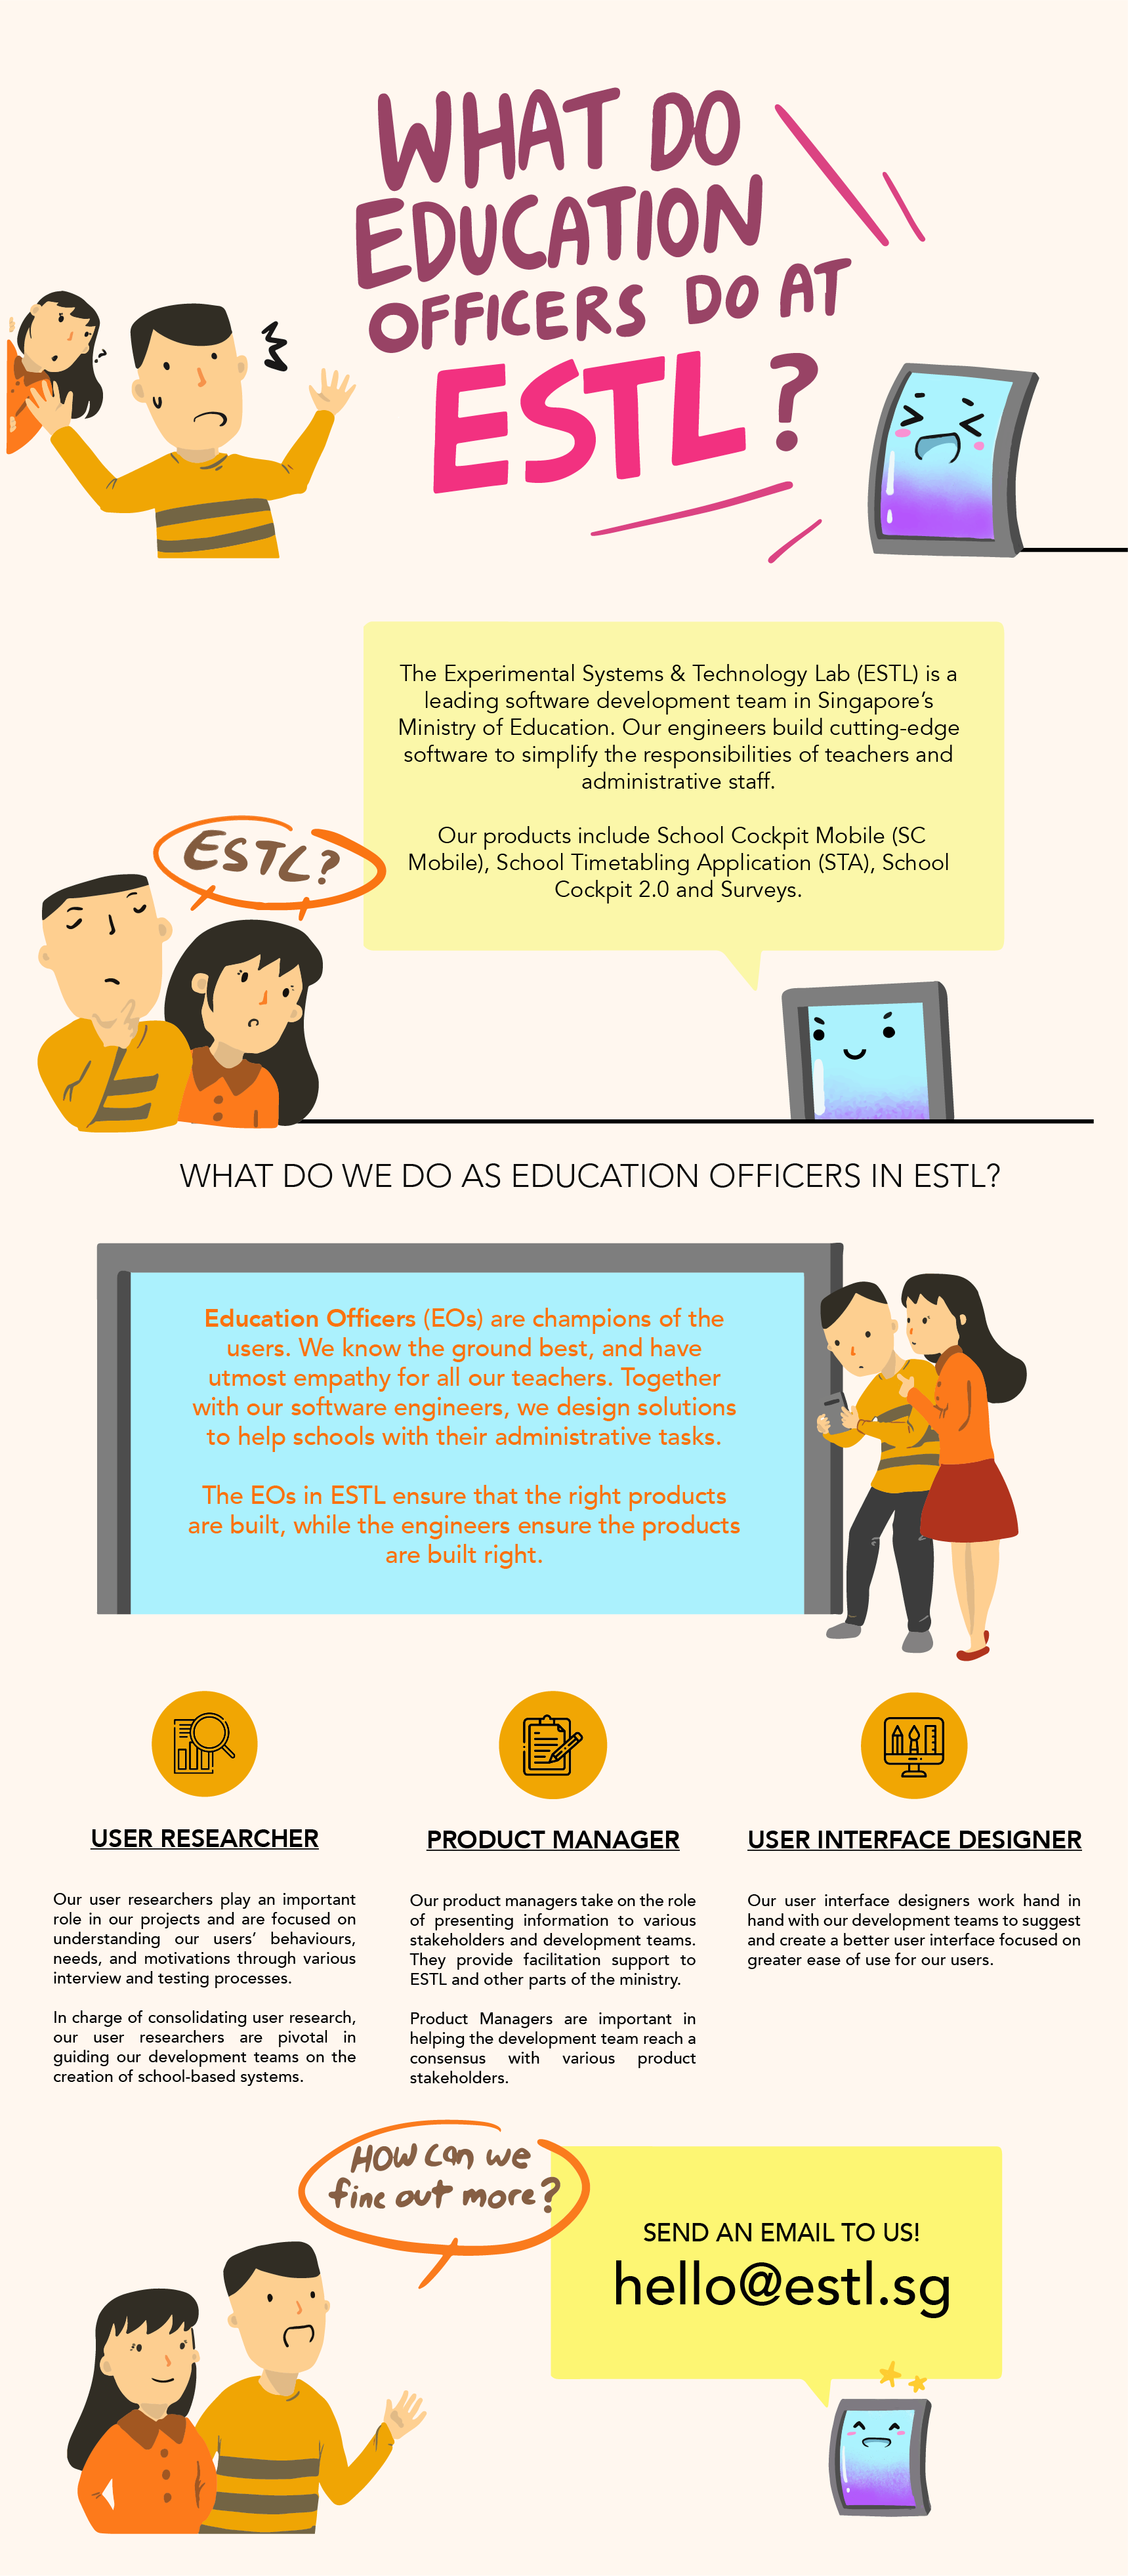 WHAT DO
EDUCATION
OFFICERS DO AT
ESTL?
The Experimental Systems & Technology Lab (ESTL) is a
leading software development team in Singapore’s
Ministry of Education. Our engineers build cutting-edge
software to simplify the responsibilities of teachers and
administrative staff.
Our products include School Cockpit Mobile (SC
Mobile), School Timetabling Application (STA), School
Cockpit 2.0 and Surveys.
ESTL?
WHAT DO WE DO AS EDUCATION OFFICERS IN ESTL?
Education Officers (EOs) are champions of the
users. We know the ground best, and have
utmost empathy for all our teachers. Together
with our software engineers, we design solutions
to help schools with their administrative tasks.
The EOs in ESTL ensure that the right products
are built, while the engineers ensure the products
are built right.
USER RESEARCHER
Our user researchers play an important
role in our projects and are focused on
understanding our users’ behaviours,
needs, and motivations through various
interview and testing processes.
In charge of consolidating user research,
our user researchers are pivotal in
guiding our development teams on the
creation of school-based systems.
PRODUCT MANAGER
Our product managers take on the role
of presenting information to various
stakeholders and development teams.
They provide facilitation support to
ESTL and other parts of the ministry.
Product Managers are important in
helping the development team reach a
consensus with various product
stakeholders.
USER INTERFACE DESIGNER
Our user interface designers work hand in
hand with our development teams to suggest
and create a better user interface focused on
greater ease of use for our users.
HOW can we
finc out more?
SEND AN EMAIL TO US!
hello@estl.sg